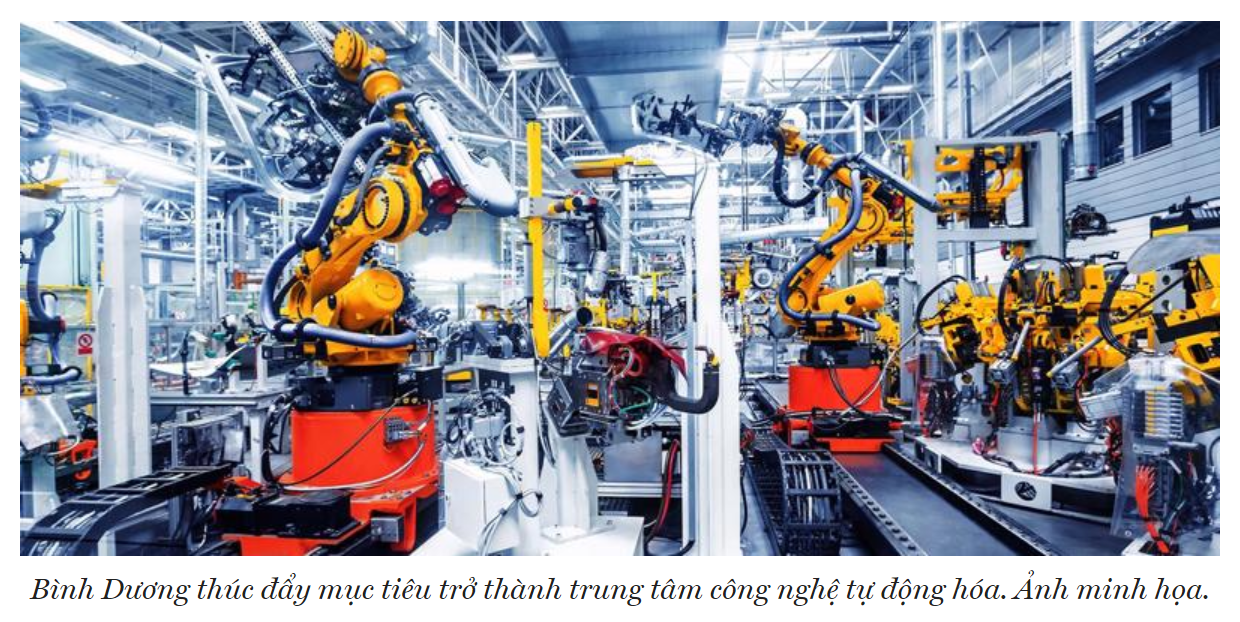 Bình Dương thúc đẩy mục tiêu trở thành trung tâm công nghệ tự động hóa. Ảnh minh họa.